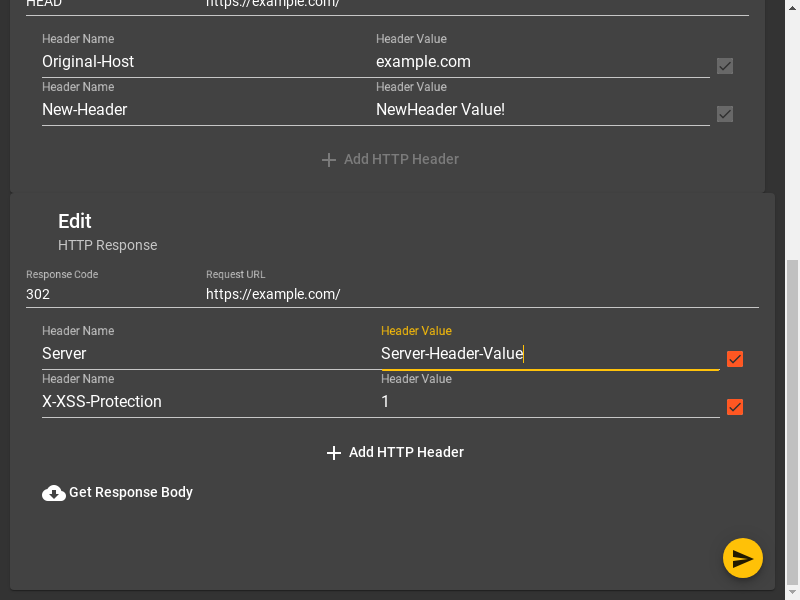 HEAD https://example.com/
Header Name Header Value
Original-Host example.com
Header Name Header Value
New-Header NewHeader Value!
Add HTTP Header
Edit
HTTP Response
Response Code Request URL
302 https://example.com/
Header Name Header Value
Server Server-Header-Value
Header Name Header Value
X-XSS-Protection 1
Add HTTP Header
Get Response Body